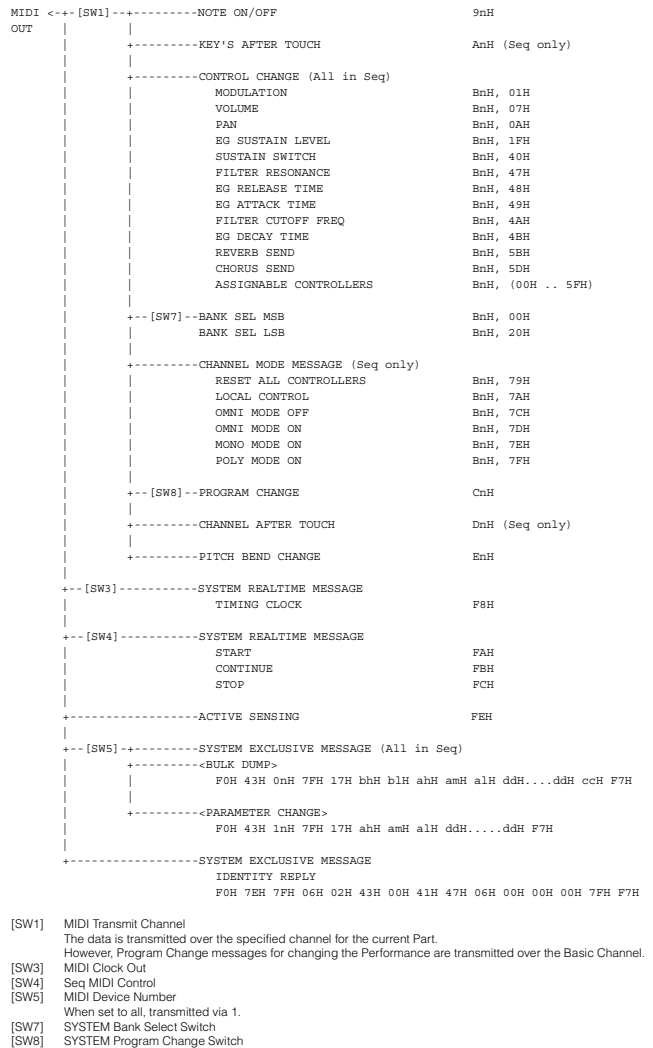 MIDI <-+-[SW1]--+---------NOTE ON/OFF                     9nH
OUT    |        |
       |        +---------KEY'S AFTER TOUCH               AnH (Seq only)
       |        |
       |        +---------CONTROL CHANGE (All in Seq)
       |        |           MODULATION                    BnH, 01H
       |        |           VOLUME                        BnH, 07H
       |        |           PAN                           BnH, 0AH
       |        |           EG SUSTAIN LEVEL              BnH, 1FH
       |        |           SUSTAIN SWITCH                BnH, 40H
       |        |           FILTER RESONANCE              BnH, 47H
       |        |           EG RELEASE TIME               BnH, 48H
       |        |           EG ATTACK TIME                BnH, 49H
       |        |           FILTER CUTOFF FREQ            BnH, 4AH
       |        |           EG DECAY TIME                 BnH, 4BH
       |        |           REVERB SEND                   BnH, 5BH
       |        |           CHORUS SEND                   BnH, 5DH
       |        |           ASSIGNABLE CONTROLLERS        BnH, (00H .. 5FH)
       |        |
       |        +--[SW7]--BANK SEL MSB                    BnH, 00H
       |        |         BANK SEL LSB                    BnH, 20H
       |        |
       |        +---------CHANNEL MODE MESSAGE (Seq only)
       |        |           RESET ALL CONTROLLERS         BnH, 79H
       |        |           LOCAL CONTROL                 BnH, 7AH
       |        |           OMNI MODE OFF                 BnH, 7CH
       |        |           OMNI MODE ON                  BnH, 7DH
       |        |           MONO MODE ON                  BnH, 7EH
       |        |           POLY MODE ON                  BnH, 7FH
       |        |
       |        +--[SW8]--PROGRAM CHANGE                  CnH
       |        |
       |        +---------CHANNEL AFTER TOUCH             DnH (Seq only)
       |        |
       |        +---------PITCH BEND CHANGE               EnH
       |
       +--[SW3]-----------SYSTEM REALTIME MESSAGE
       |                    TIMING CLOCK                  F8H
       |
       +--[SW4]-----------SYSTEM REALTIME MESSAGE
       |                    START                         FAH
       |                    CONTINUE                      FBH
       |                    STOP                          FCH
       |
       +------------------ACTIVE SENSING                  FEH
       |
       +--[SW5]-+---------SYSTEM EXCLUSIVE MESSAGE (All in Seq)
       |        +---------<BULK DUMP>
       |        |           F0H 43H 0nH 7FH 17H bhH blH ahH amH alH ddH....ddH ccH F7H
       |        |
       |        +---------<PARAMETER CHANGE>
       |                    F0H 43H 1nH 7FH 17H ahH amH alH ddH.....ddH F7H
       |
       +------------------SYSTEM EXCLUSIVE MESSAGE
                            IDENTITY REPLY
                            F0H 7EH 7FH 06H 02H 43H 00H 41H 47H 06H 00H 00H 00H 7FH F7H
[SW1] MIDI Transmit Channel
The data is transmitted over the specified channel for the current Part.
However, Program Change messages for changing the Performance are transmitted over the Basic Channel.
[SW3] MIDI Clock Out
[SW4] Seq MIDI Control
[SW5] MIDI Device Number
When set to all, transmitted via 1.
[SW7] SYSTEM Bank Select Switch
[SW8] SYSTEM Program Change Switch